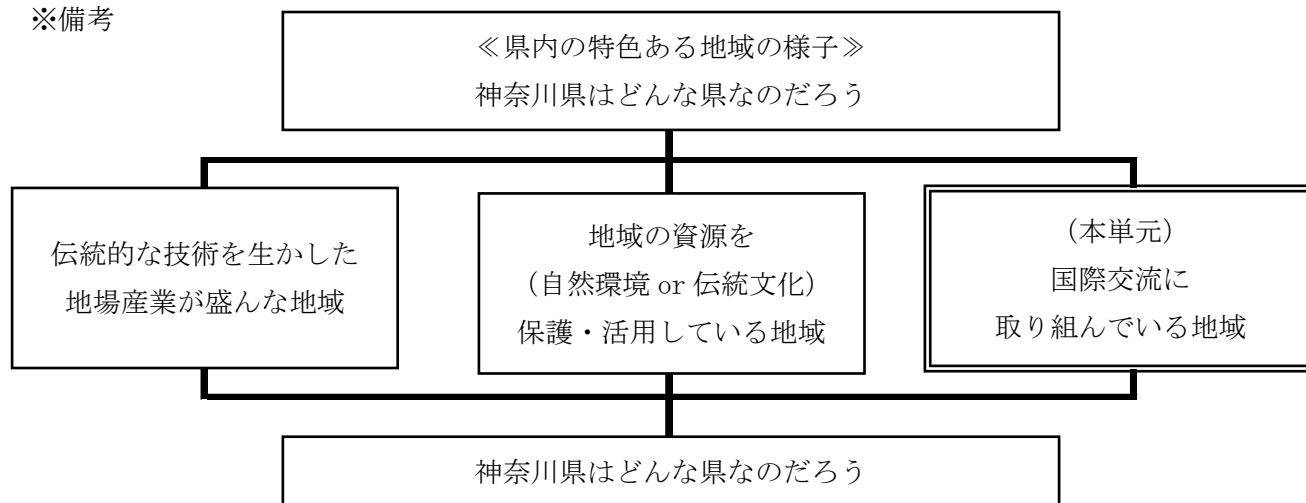 ※備考
≪県内の特色ある地域の様子≫
神奈川県はどんな県なのだろう
伝統的な技術を生かした
地場産業が盛んな地域
地域の資源を
（自然環境 or 伝統文化）
保護・活用している地域
（本単元）
国際交流に
取り組んでいる地域
神奈川県はどんな県なのだろう